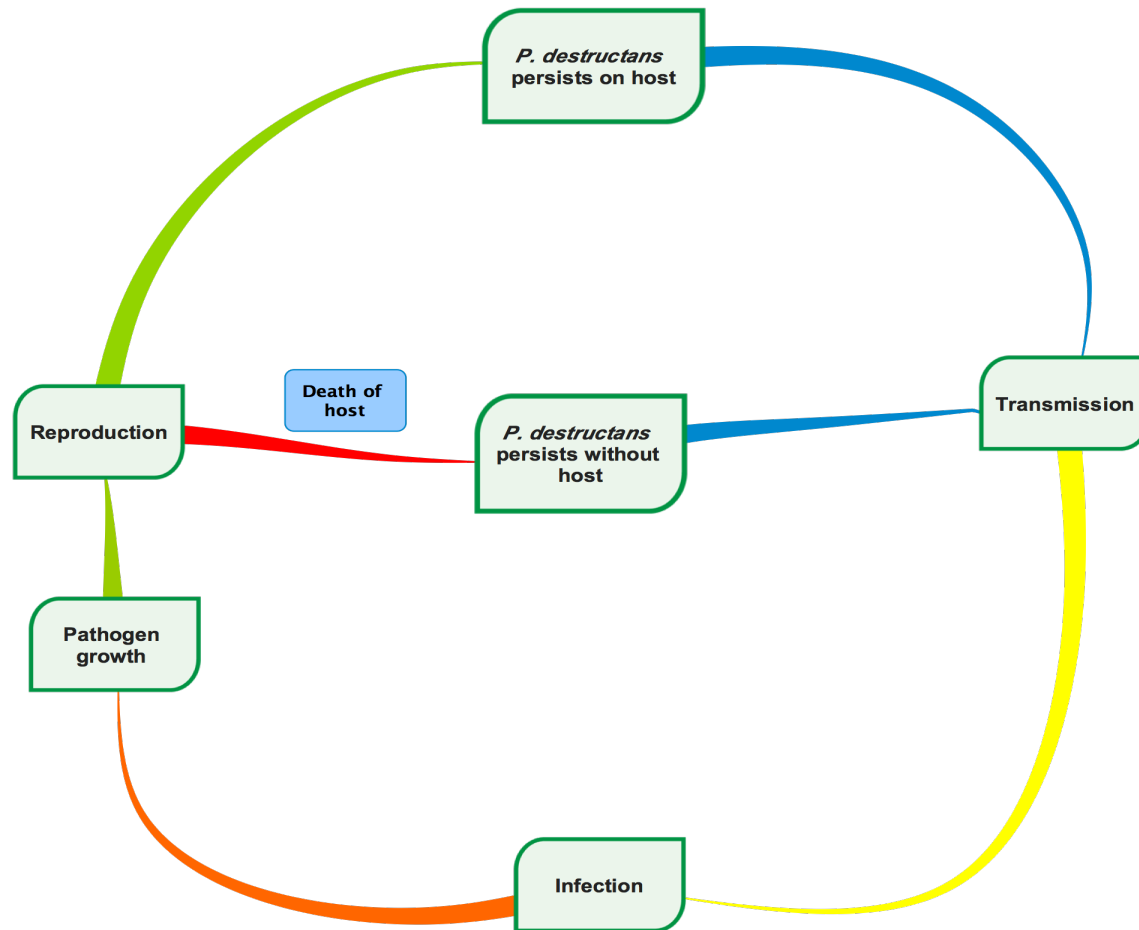 P. destructans
persists on host
Death of
host
Reproduction
P. destructans
persists without
host
Transmission
Pathogen
growth
Infection